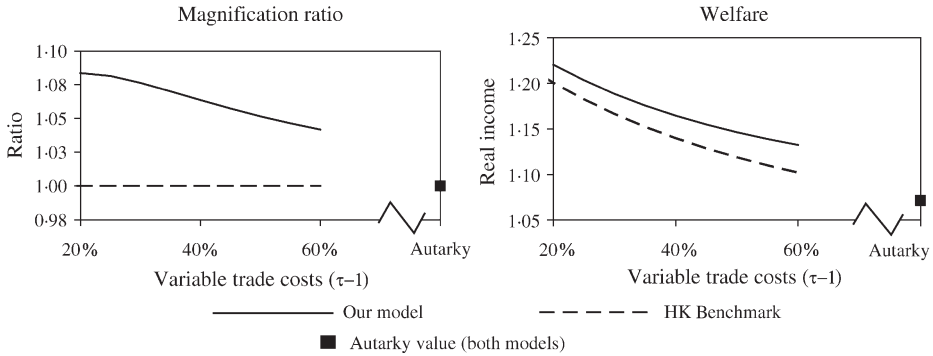 Magnification ratio
1·10
1·08
1·05
1·03
1·00
0·98
Ratio
20%
40%
60%
Autarky
Variable trade costs (τ–1)
Welfare
1·25
1·20
1·15
1·10
1·05
Real income
20%
40%
60%
Autarky
Variable trade costs (τ–1)
Our model
HK Benchmark
Autarky value (both models)